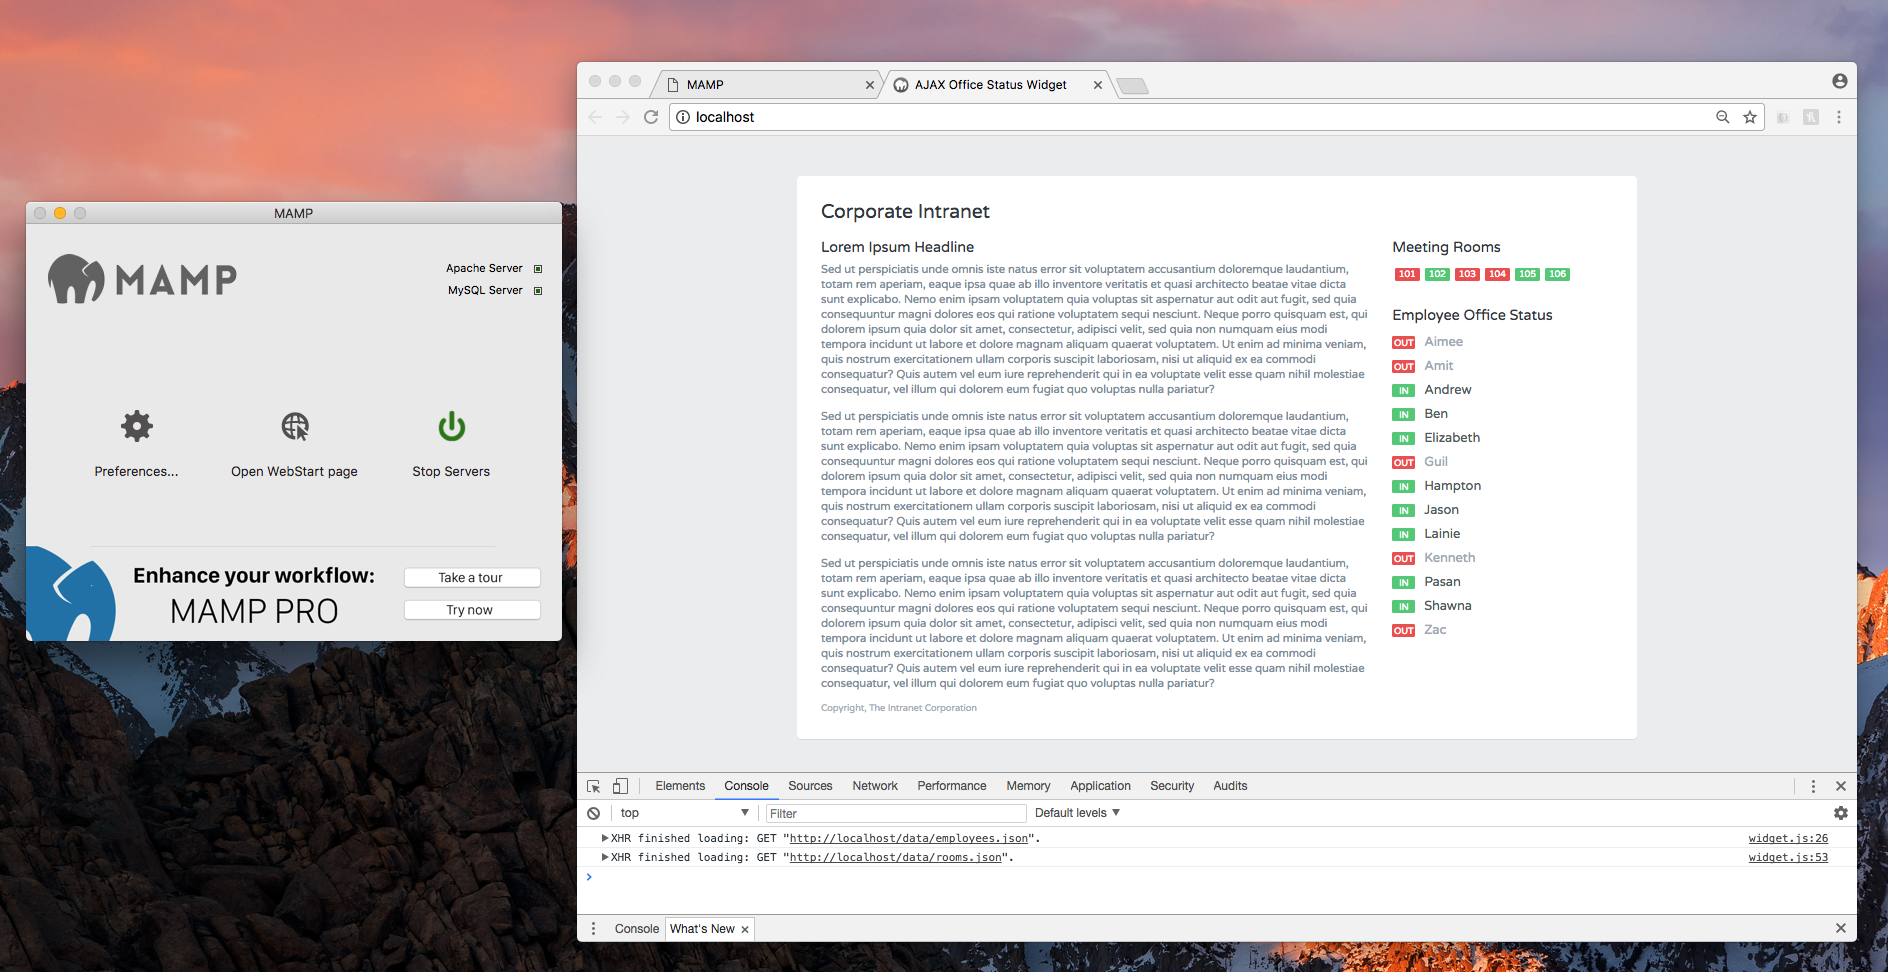 MAMP
MAMP
Apache Server
MySQL Server
Preferences...
Open WebStart page
Stop Servers
Enhance your workflow:
MAMP PRO
Take a tour
Try now
MAMP
AJAX Office Status Widget
localhost
Corporate Intranet
Lorem Ipsum Headline
Sed ut perspiciatis unde omnis iste natus error sit voluptatem accusantium doloremque laudantium,
totam rem aperiam, eaque ipsa quae ab illo inventore veritatis et quasi architecto beatae vitae dicta
sunt explicabo. Nemo enim ipsam voluptatem quia voluptas sit aspernatur aut odit aut fugit, sed quia
consequuntur magni dolores eos qui ratione voluptatem sequi nesciunt. Neque porro quisquam est, qui
dolorem ipsum quia dolor sit amet, consectetur, adipisci velit, sed quia non numquam eius modi
tempora incidunt ut labore et dolore magnam aliquam quaerat voluptatem. Ut enim ad minima veniam,
quis nostrum exercitationem ullam corporis suscipit laboriosam, nisi ut aliquid ex ea commodi
consequatur? Quis autem vel eum iure reprehenderit qui in ea voluptate velit esse quam nihil molestiae
consequatur, vel illum qui dolorem eum fugiat quo voluptas nulla pariatur?
Sed ut perspiciatis unde omnis iste natus error sit voluptatem accusantium doloremque laudantium,
totam rem aperiam, eaque ipsa quae ab illo inventore veritatis et quasi architecto beatae vitae dicta
sunt explicabo. Nemo enim ipsam voluptatem quia voluptas sit aspernatur aut odit aut fugit, sed quia
consequuntur magni dolores eos qui ratione voluptatem sequi nesciunt. Neque porro quisquam est, qui
dolorem ipsum quia dolor sit amet, consectetur, adipisci velit, sed quia non numquam eius modi
tempora incidunt ut labore et dolore magnam aliquam quaerat voluptatem. Ut enim ad minima veniam,
quis nostrum exercitationem ullam corporis suscipit laboriosam, nisi ut aliquid ex ea commodi
consequatur? Quis autem vel eum iure reprehenderit qui in ea voluptate velit esse quam nihil molestiae
consequatur, vel illum qui dolorem eum fugiat quo voluptas nulla pariatur?
Sed ut perspiciatis unde omnis iste natus error sit voluptatem accusantium doloremque laudantium,
totam rem aperiam, eaque ipsa quae ab illo inventore veritatis et quasi architecto beatae vitae dicta
sunt explicabo. Nemo enim ipsam voluptatem quia voluptas sit aspernatur aut odit aut fugit, sed quia
consequuntur magni dolores eos qui ratione voluptatem sequi nesciunt. Neque porro quisquam est, qui
dolorem ipsum quia dolor sit amet, consectetur, adipisci velit, sed quia non numquam eius modi
tempora incidunt ut labore et dolore magnam aliquam quaerat voluptatem. Ut enim ad minima veniam,
quis nostrum exercitationem ullam corporis suscipit laboriosam, nisi ut aliquid ex ea commodi
consequatur? Quis autem vel eum iure reprehenderit qui in ea voluptate velit esse quam nihil molestiae
consequatur, vel illum qui dolorem eum fugiat quo voluptas nulla pariatur?
Copyright, The Intranet Corporation
Meeting Rooms
101 102 103 104 105 106
Employee Office Status
OUT Aimee
OUT Amit
IN Andrew
IN Ben
IN Elizabeth
OUT Guil
IN Hampton
IN Jason
IN Lainie
OUT Kenneth
IN Pasan
IN Shawna
OUT Zac
Elements Console Sources Network Performance Memory Application Security Audits
top Filter Default levels
XHR finished loading: GET "http://localhost/data/employees.json". widget.js:26
XHR finished loading: GET "http://localhost/data/rooms.json". widget.js:53
Console What's New